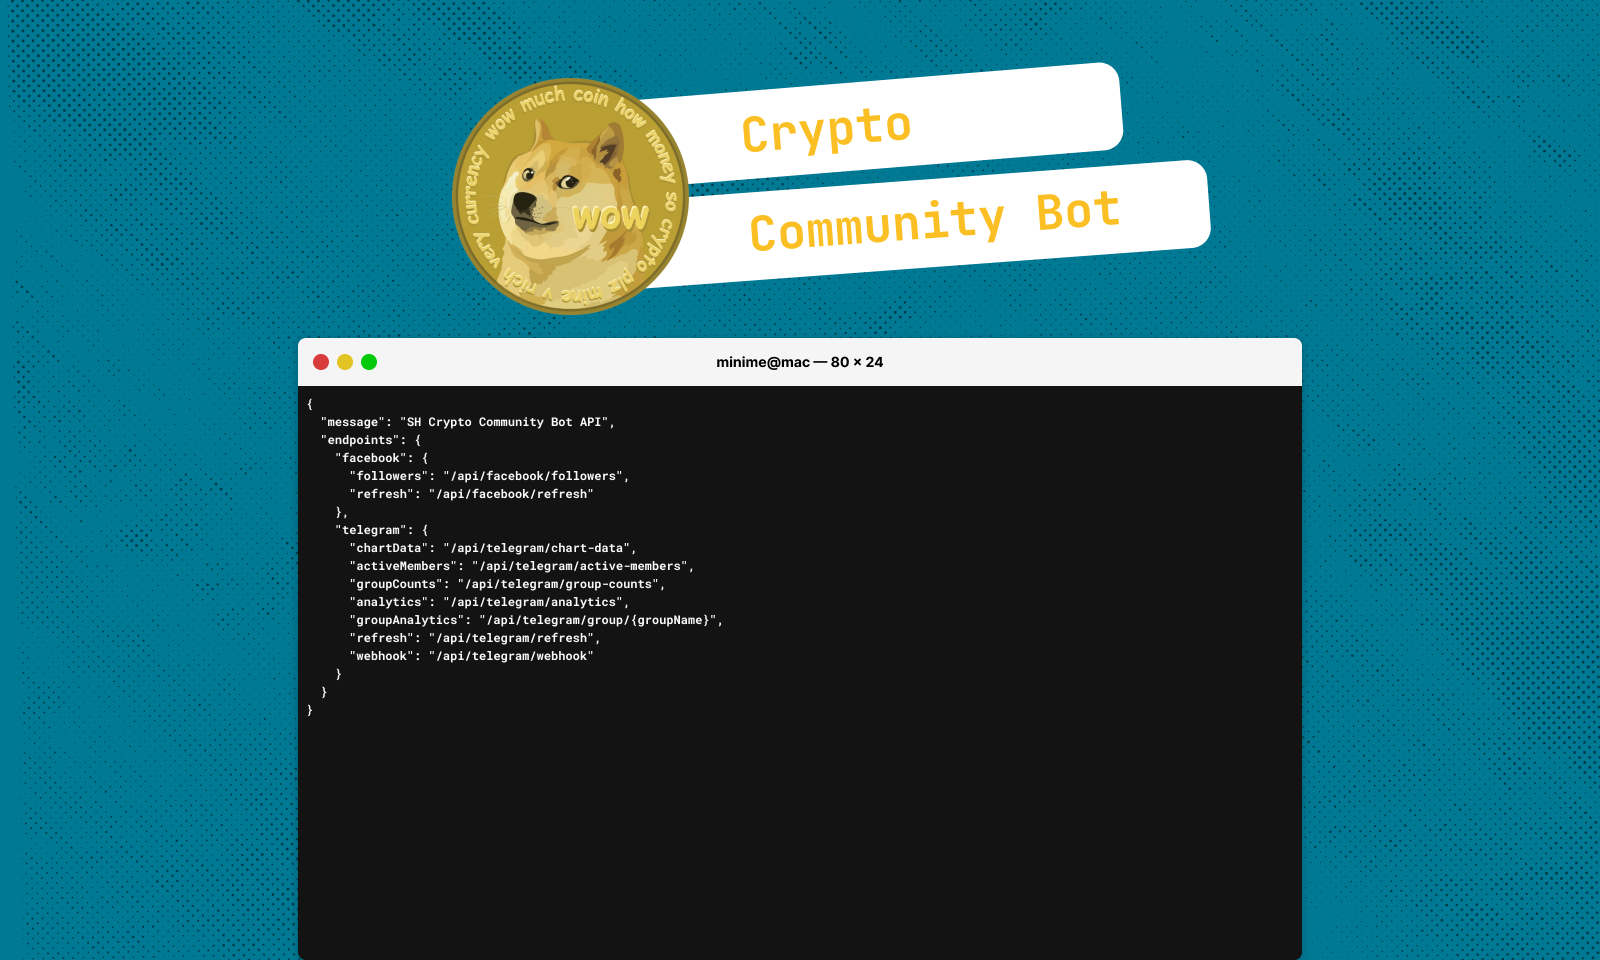 very currency wow much coin how money so crypto plz mine v rich
wow
Crypto
Community Bot
minime@mac — 80 × 24
{
  "message": "SH Crypto Community Bot API",
  "endpoints": {
    "facebook": {
      "followers": "/api/facebook/followers",
      "refresh": "/api/facebook/refresh"
    },
    "telegram": {
      "chartData": "/api/telegram/chart-data",
      "activeMembers": "/api/telegram/active-members",
      "groupCounts": "/api/telegram/group-counts",
      "analytics": "/api/telegram/analytics",
      "groupAnalytics": "/api/telegram/group/{groupName}",
      "refresh": "/api/telegram/refresh",
      "webhook": "/api/telegram/webhook"
    }
  }
}